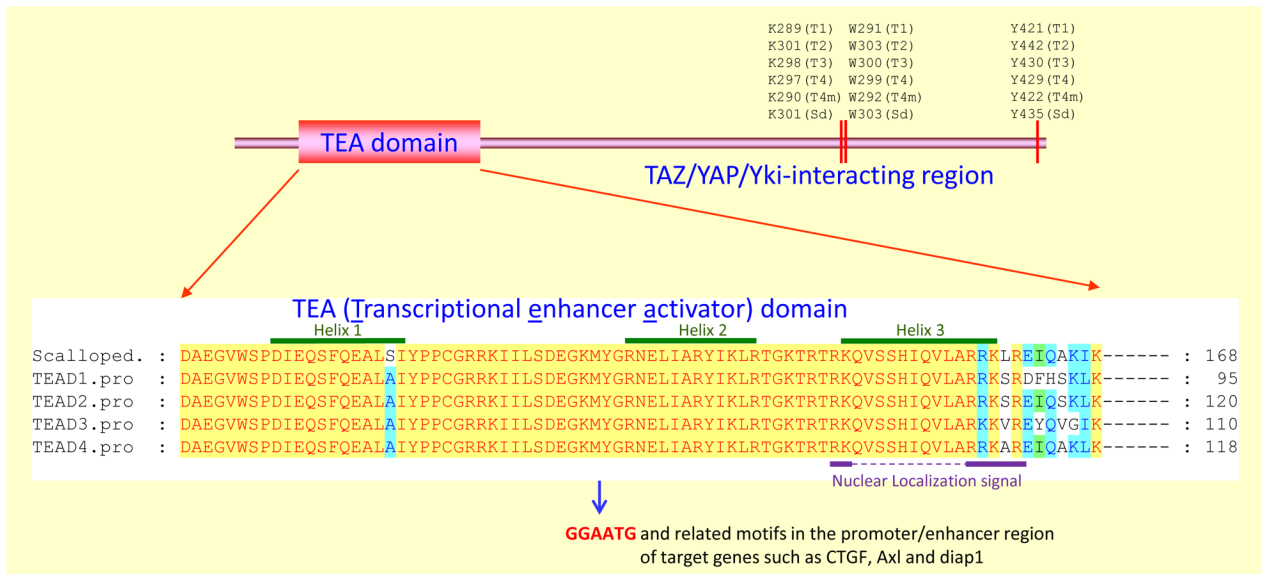 K289(T1) W291(T1) Y421(T1)
K301(T2) W303(T2) Y442(T2)
K298(T3) W300(T3) Y430(T3)
K297(T4) W299(T4) Y429(T4)
K290(T4m) W292(T4m) Y422(T4m)
K301(Sd) W303(Sd) Y435(Sd)
TEA domain
TAZ/YAP/Yki-interacting region
TEA (Transcriptional enhancer activator) domain
Helix 1 Helix 2 Helix 3
Scalloped. : DAEGVWSPDIEQSFQEALSIYPPCGRRKIILSDEGKMYGRNELIARYIKLRTGKTRTRKQVSSHIQVLARRKLREIQAKIK------ : 168
TEAD1.pro : DAEGVWSPDIEQSFQEALAIYPPCGRRKIILSDEGKMYGRNELIARYIKLRTGKTRTRKQVSSHIQVLARRKSRDFHSKLK------ : 95
TEAD2.pro : DAEGVWSPDIEQSFQEALAIYPPCGRRKIILSDEGKMYGRNELIARYIKLRTGKTRTRKQVSSHIQVLARRKSREIQSKLK------ : 120
TEAD3.pro : DAEGVWSPDIEQSFQEALAIYPPCGRRKIILSDEGKMYGRNELIARYIKLRTGKTRTRKQVSSHIQVLARRKVREYQVGIK------ : 110
TEAD4.pro : DAEGVWSPDIEQSFQEALAIYPPCGRRKIILSDEGKMYGRNELIARYIKLRTGKTRTRKQVSSHIQVLARRKAREIQAKLK------ : 118
Nuclear Localization signal
GGAATG and related motifs in the promoter/enhancer region
of target genes such as CTGF, Axl and diap1